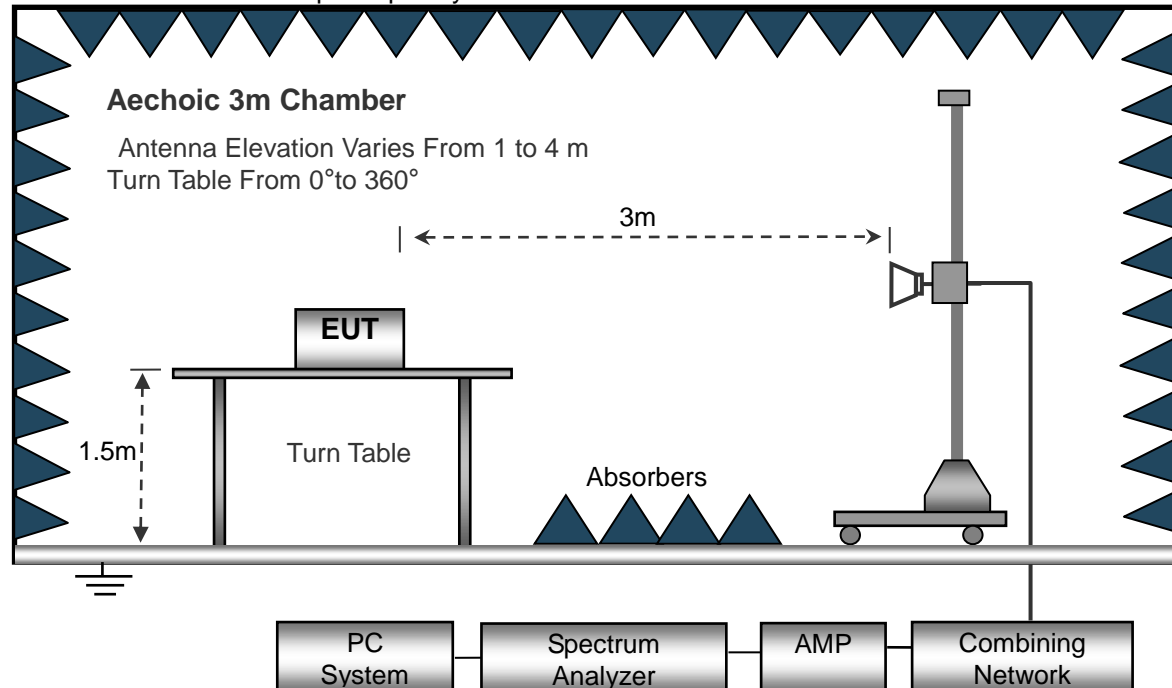 Aechoic 3m Chamber
Antenna Elevation Varies From 1 to 4 m
Turn Table From 0°to 360°
3m
EUT
1.5m
Turn Table
Absorbers
PC
System
Spectrum
Analyzer
AMP
Combining
Network